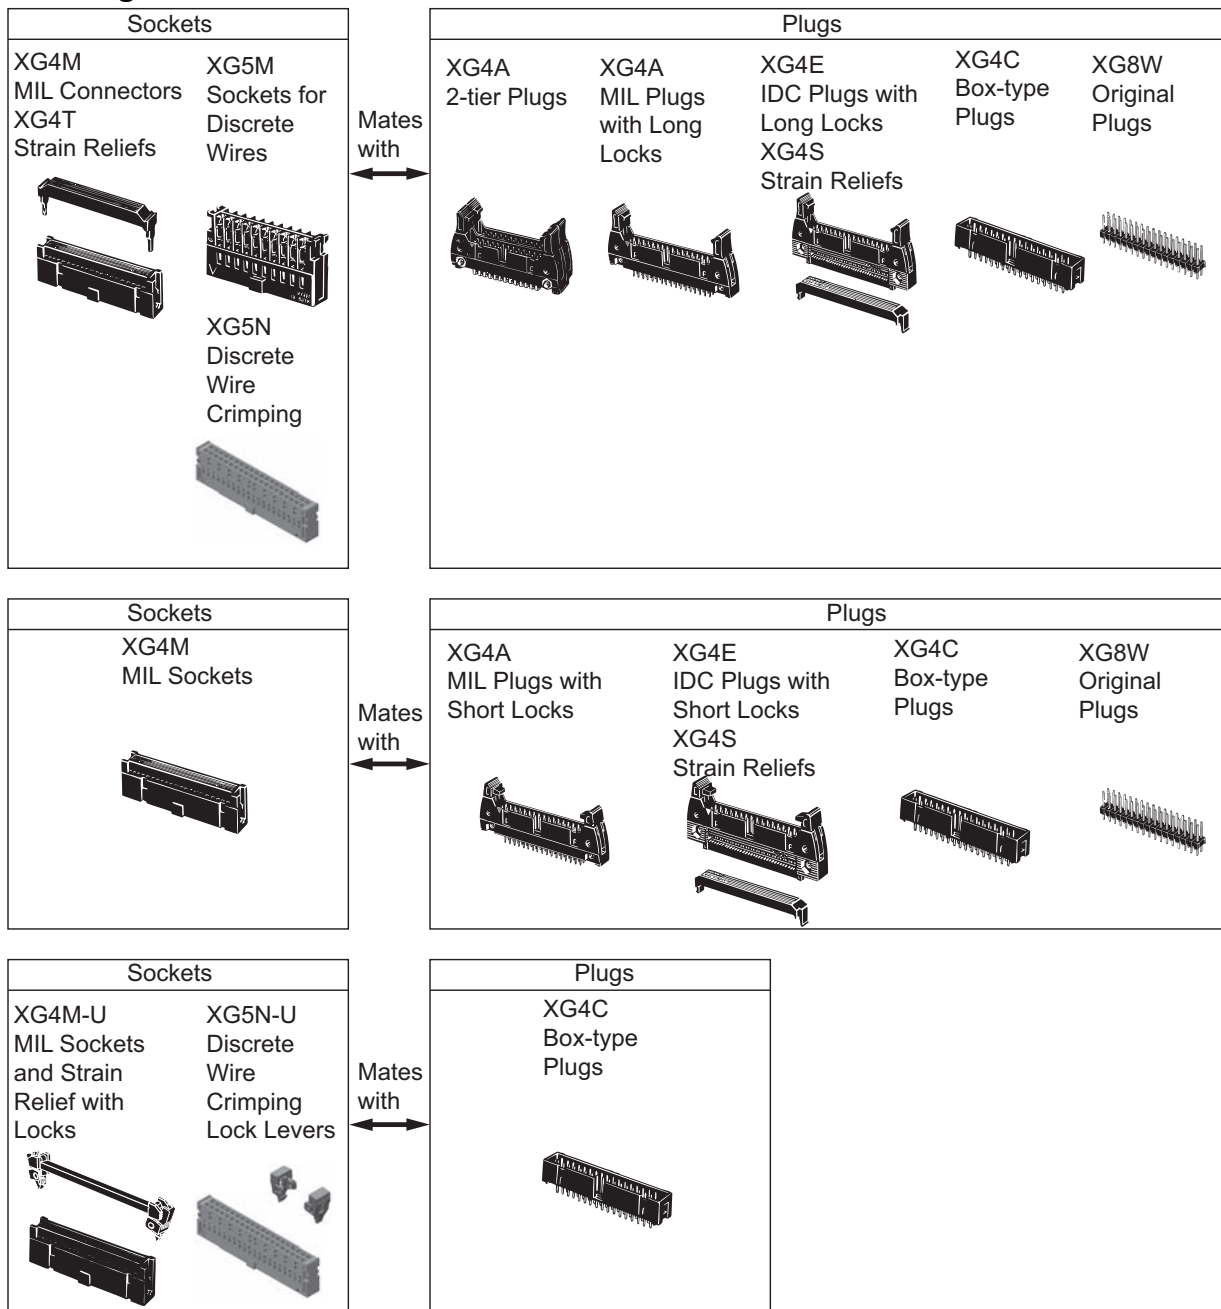 Sockets
XG4M
MIL Connectors
XG4T
Strain Reliefs
XG5M
Sockets for
Discrete
Wires
XG5N
Discrete
Wire
Crimping
Mates
with
Plugs
XG4A
2-tier Plugs
XG4A
MIL Plugs
with Long
Locks
XG4E
IDC Plugs with
Long Locks
XG4S
Strain Reliefs
XG4C
Box-type
Plugs
XG8W
Original
Plugs
Sockets
XG4M
MIL Sockets
Mates
with
Plugs
XG4A
MIL Plugs with
Short Locks
XG4E
IDC Plugs with
Short Locks
XG4S
Strain Reliefs
XG4C
Box-type
Plugs
XG8W
Original
Plugs
Sockets
XG4M-U
MIL Sockets
and Strain
Relief with
Locks
XG5N-U
Discrete
Wire
Crimping
Lock Levers
Mates
with
Plugs
XG4C
Box-type
Plugs